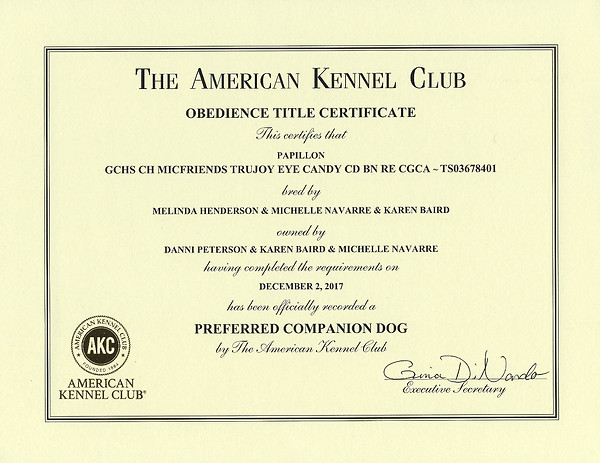 THE AMERICAN KENNEL CLUB
OBEDIENCE TITLE CERTIFICATE
This certifies that
PAPILLON
GCHS CH MICFRIENDS TRUJOY EYE CANDY CD BN RE CGCA ~ TS03678401
bred by
MELINDA HENDERSON & MICHELLE NAVARRE & KAREN BAIRD
owned by
DANNI PETERSON & KAREN BAIRD & MICHELLE NAVARRE
having completed the requirements on
DECEMBER 2, 2017
has been officially recorded a
PREFERRED COMPANION DOG
by The American Kennel Club
AMERICAN KENNEL CLUB
AKC
FOUNDED 1884
AMERICAN
KENNEL CLUB®
Gina DiNardo
Executive Secretary